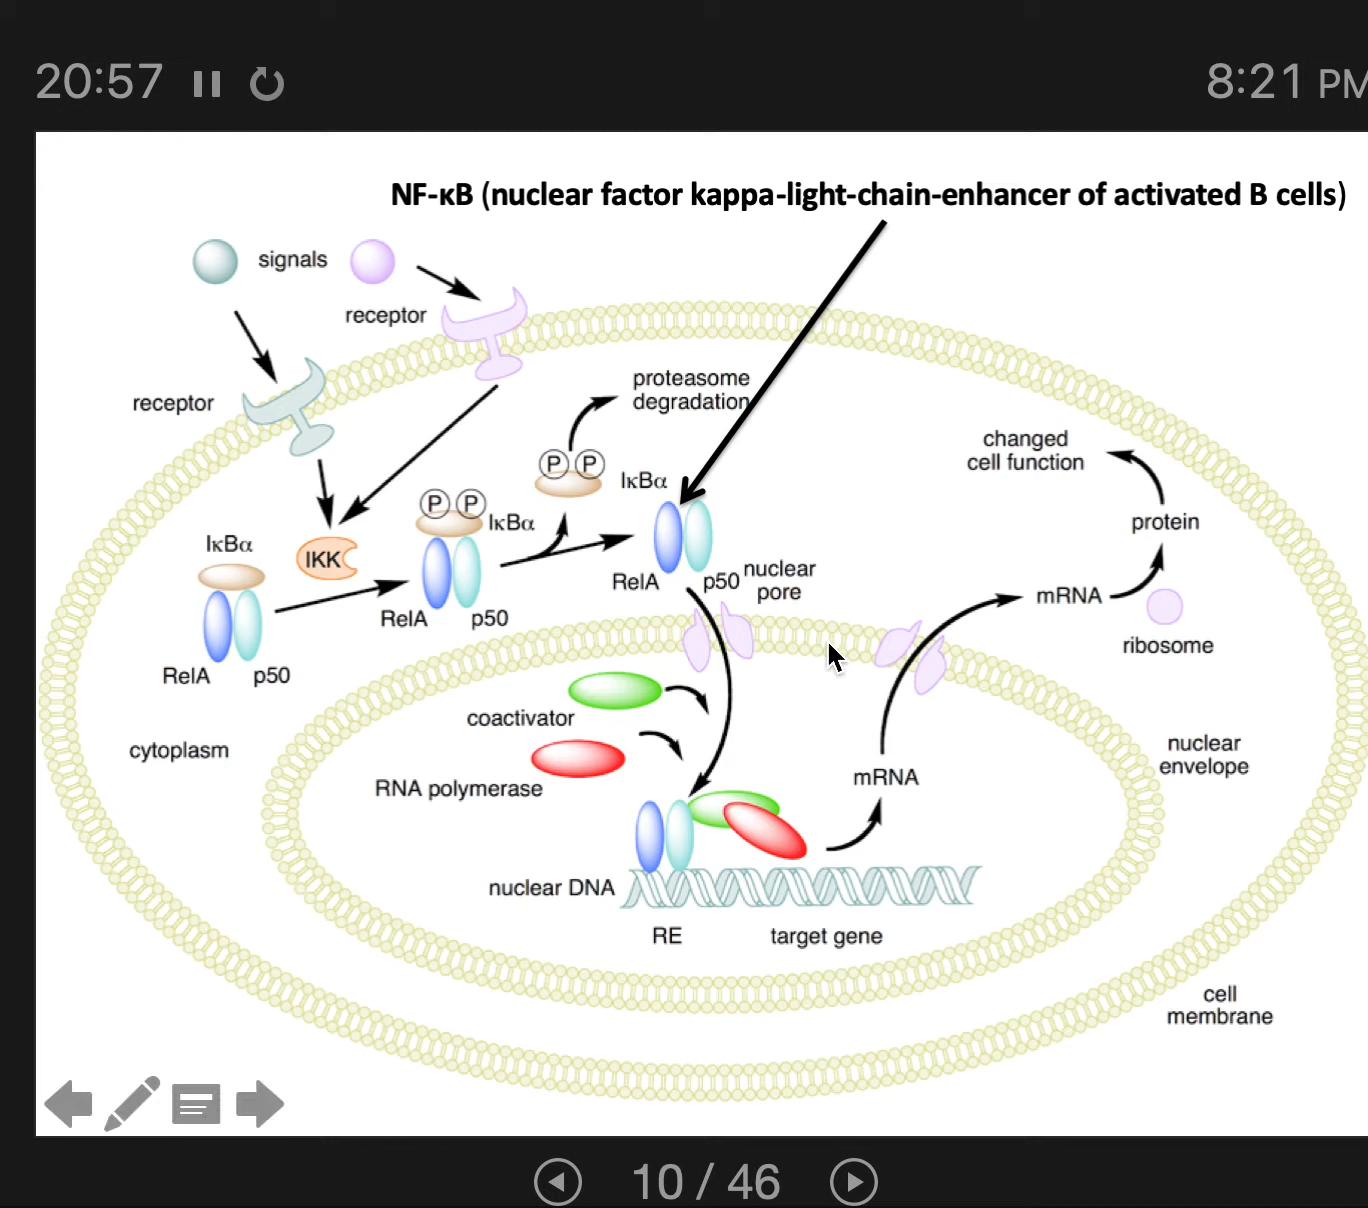 20:57
8:21 PM
NF-κB (nuclear factor kappa-light-chain-enhancer of activated B cells)
signals
receptor
receptor
proteasome
degradation
changed
cell function
P P
IκBα
P P
IκBα
protein
IκBα
IKK
RelA
p50
nuclear
pore
mRNA
RelA
p50
ribosome
RelA
p50
coactivator
cytoplasm
RNA polymerase
mRNA
nuclear
envelope
nuclear DNA
RE
target gene
cell
membrane
10 / 46